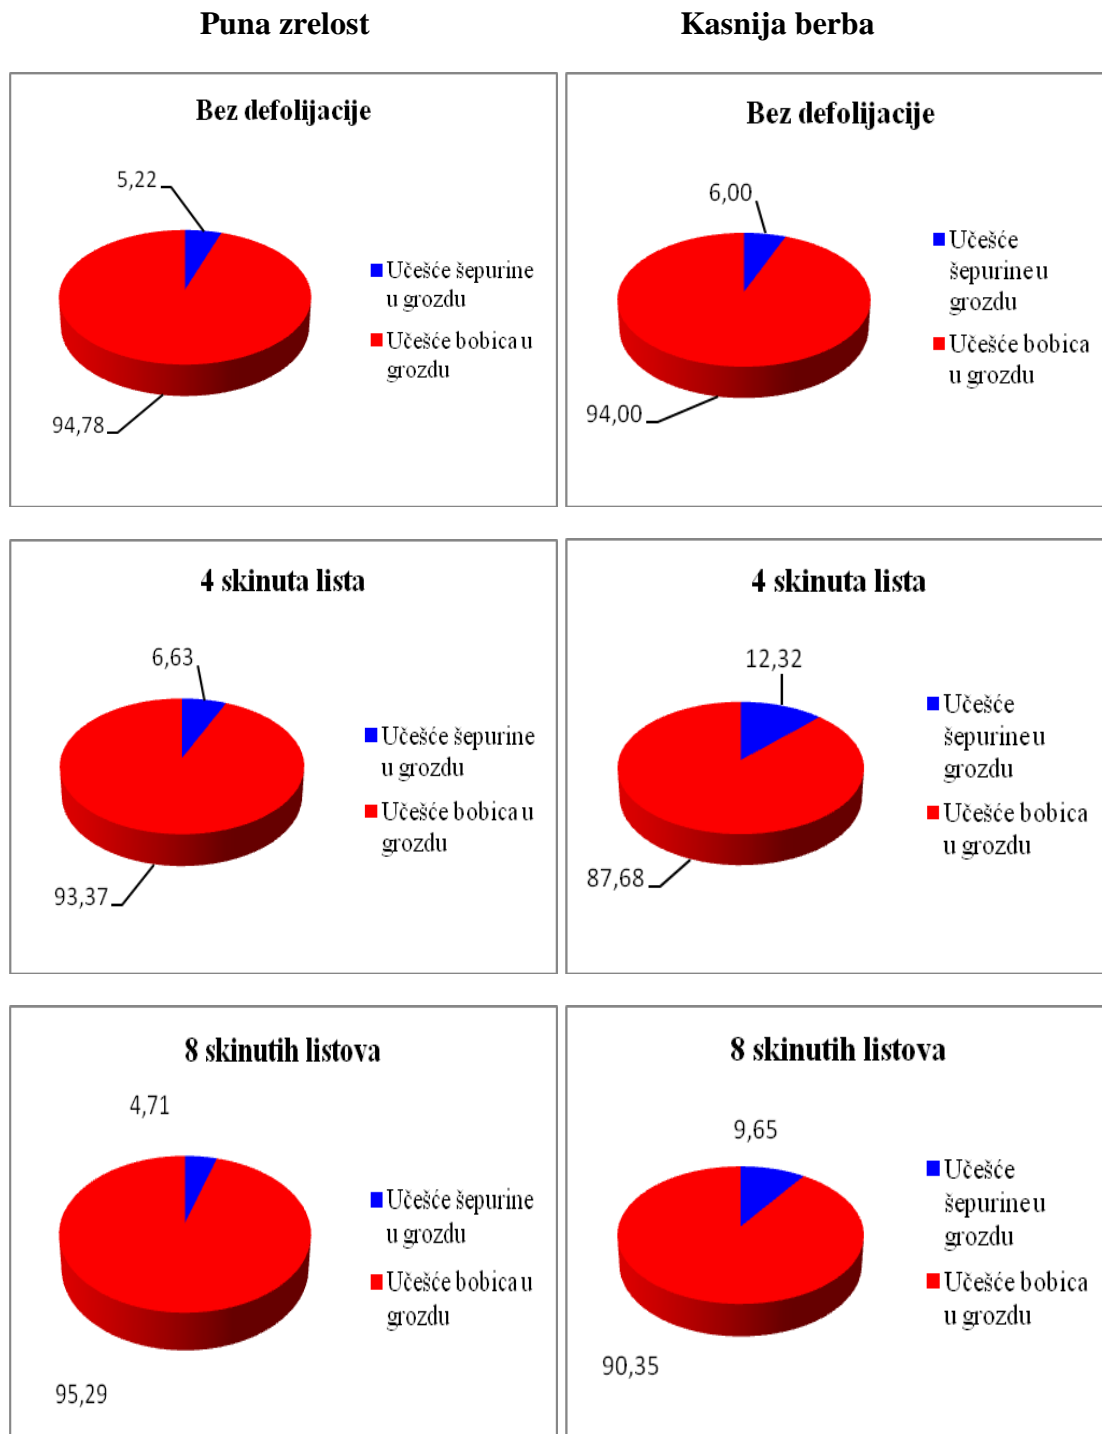 Puna zrelost
Kasnija berba
Bez defolijacije
5,22
94,78
Učešće šepurine
u grozdu
Učešće bobica u
grozdu
Bez defolijacije
6,00
94,00
Učešće
šepurine u
grozdu
Učešće bobica
u grozdu
4 skinuta lista
6,63
93,37
Učešće šepurine
u grozdu
Učešće bobica u
grozdu
4 skinuta lista
12,32
87,68
Učešće
šepurine u
grozdu
Učešće bobica
u grozdu
8 skinutih listova
4,71
95,29
Učešće šepurine
u grozdu
Učešće bobica u
grozdu
8 skinutih listova
9,65
90,35
Učešće
šepurine u
grozdu
Učešće bobica
u grozdu